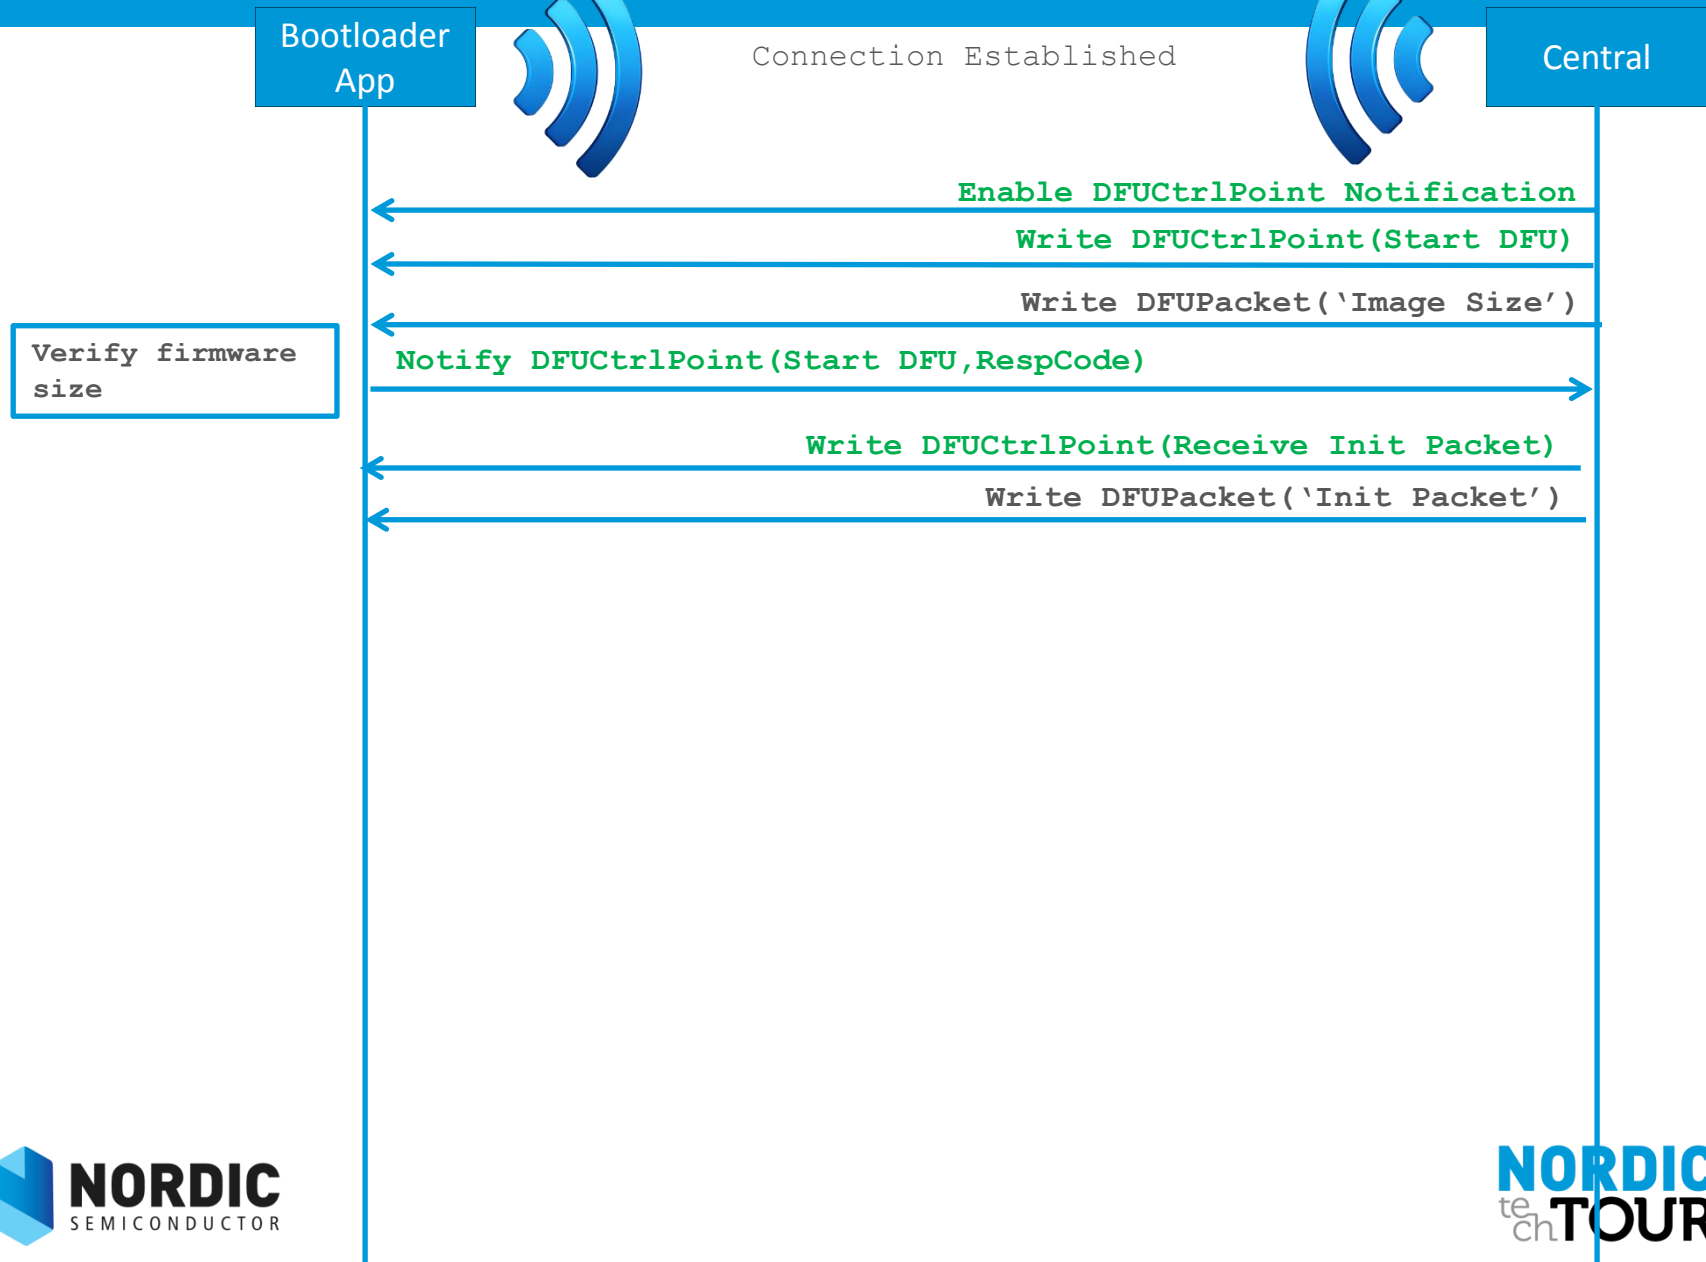 Bootloader
App
Connection Established
Central
Enable DFUCtrlPoint Notification
Write DFUCtrlPoint(Start DFU)
Write DFUPacket(‘Image Size’)
Verify firmware
size
Notify DFUCtrlPoint(Start DFU,RespCode)
Write DFUCtrlPoint(Receive Init Packet)
Write DFUPacket(‘Init Packet’)
NORDIC
SEMICONDUCTOR
NORDIC
tech TOUR